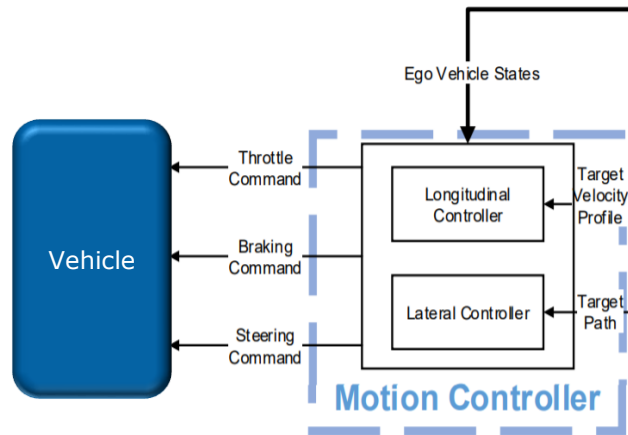 Ego Vehicle States
Throttle
Command
Longitudinal
Controller
Target
Velocity
Profile
Vehicle
Braking
Command
Lateral Controller
Target
Path
Steering
Command
Motion Controller